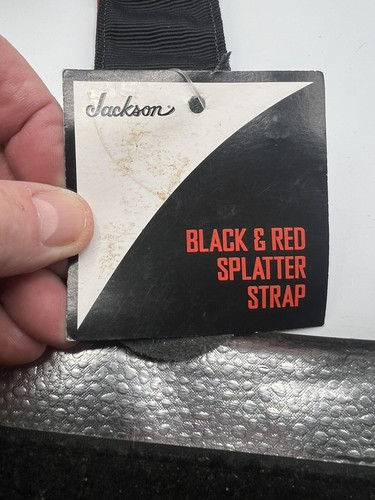 Jackson
BLACK & RED
SPLATTER
STRAP